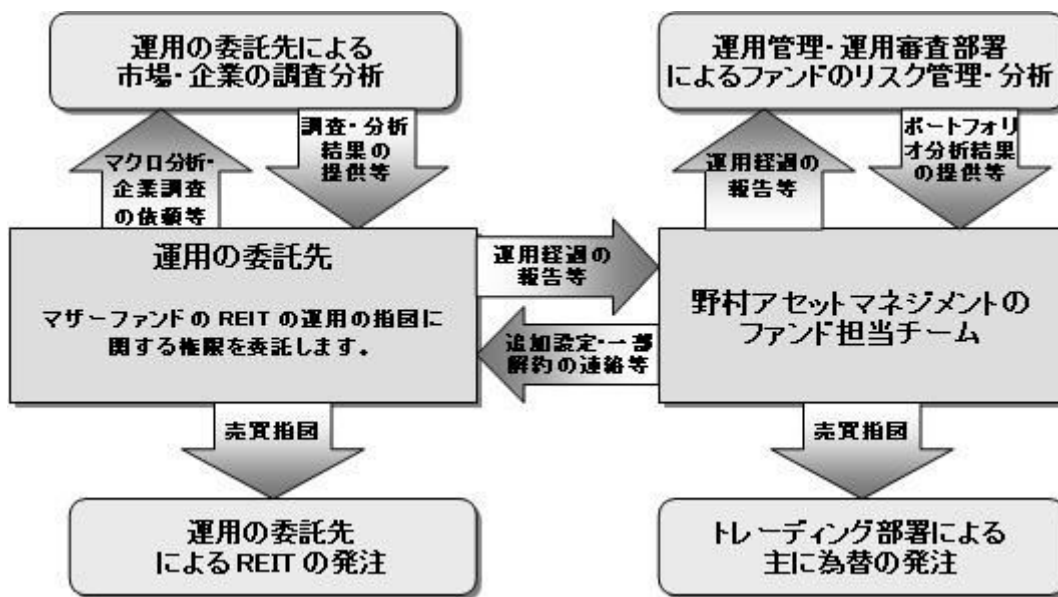 運用の委託先による
市場・企業の調査分析
運用管理・運用審査部署
によるファンドのリスク管理・分析
マクロ分析・
企業調査
の依頼等
調査・分析
結果の
提供等
運用経過の
報告等
ポートフォリ
オ分析結果
の提供等
運用の委託先
マザーファンドの REIT の運用の指図に
関する権限を委託します。
運用経過の
報告等
追加設定・一部
解約の連絡等
野村アセットマネジメントの
ファンド担当チーム
売買指図
売買指図
運用の委託先
による REIT の発注
トレーディング部署による
主に為替の発注